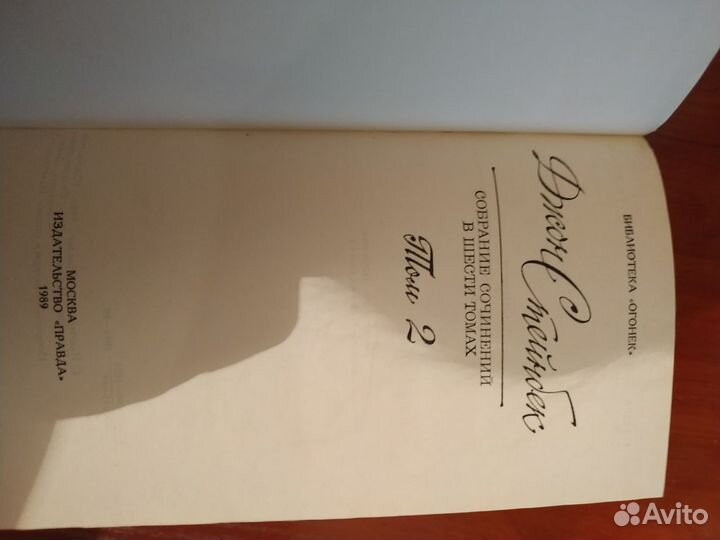 БИБЛИОТЕКА «ОГОНЕК»
Джон Стейнбек
СОБРАНИЕ СОЧИНЕНИЙ
В ШЕСТИ ТОМАХ
Том 2
МОСКВА
ИЗДАТЕЛЬСТВО «ПРАВДА»
1989
Avito